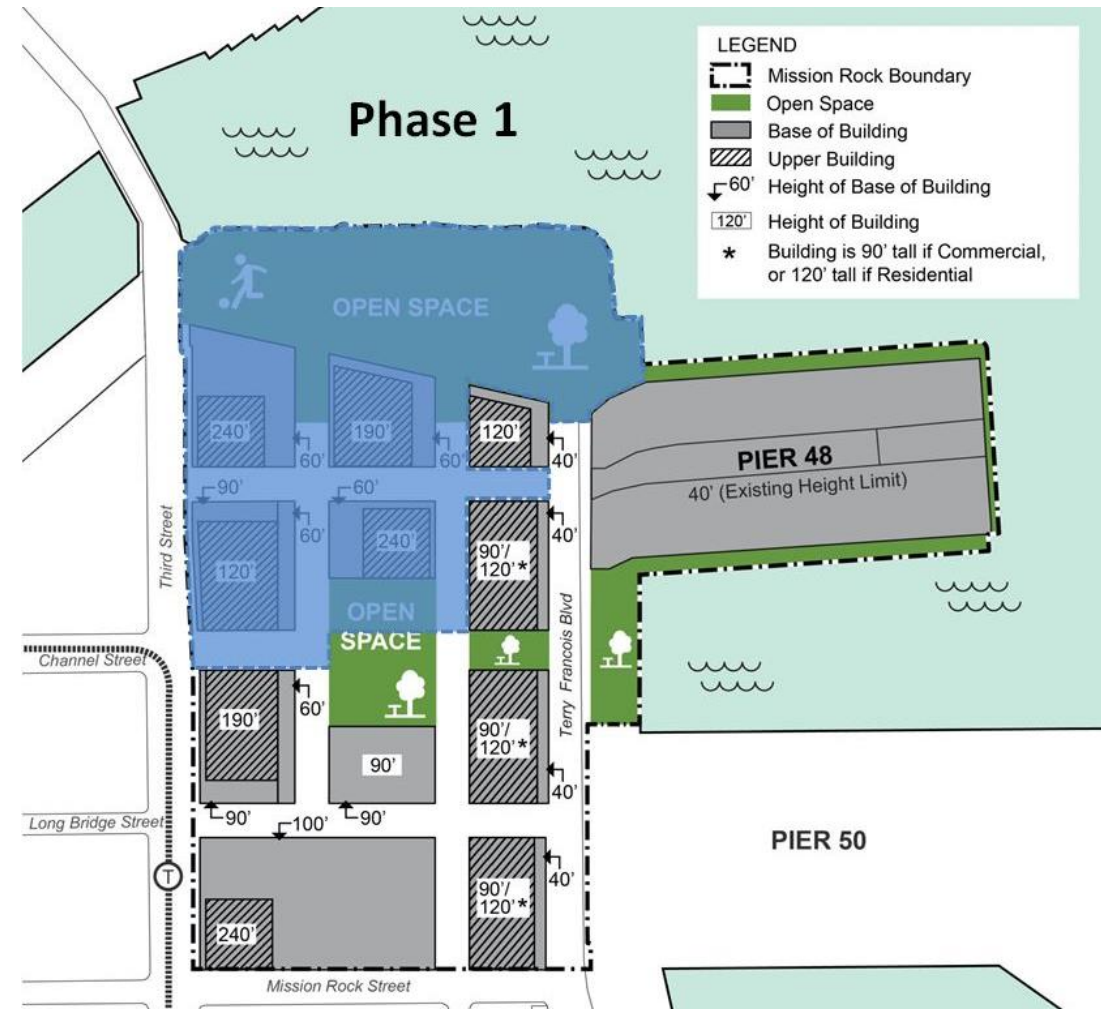 LEGEND
Mission Rock Boundary
Open Space
Base of Building
Upper Building
60' Height of Base of Building
120' Height of Building
* Building is 90' tall if Commercial,
or 120' tall if Residential
Phase 1
OPEN SPACE
240'
60'
190'
60'
120'
40'
PIER 48
40' (Existing Height Limit)
90'
60'
60'
120'
240'
40'
90'/
120'*
Third Street
OPEN
SPACE
Terry Francois Blvd
Channel Street
190'
60'
90'
90'/
120'*
40'
90'
90'
Long Bridge Street
100'
40'
90'/
120'*
PIER 50
T
240'
Mission Rock Street